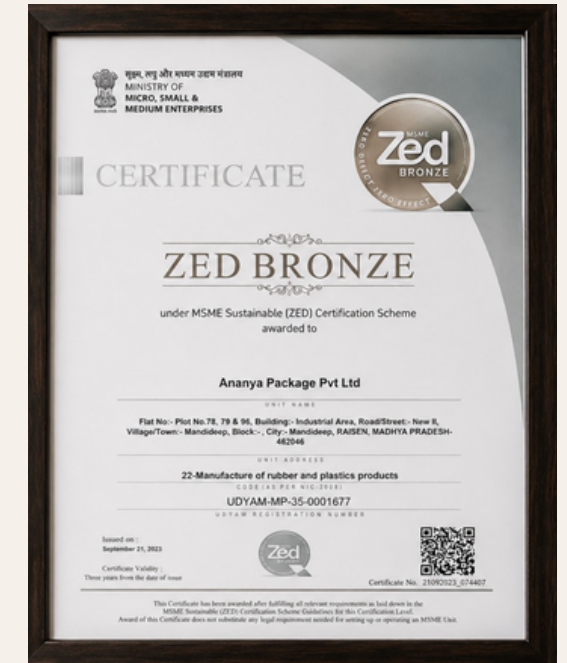 सूक्ष्म, लघु और मध्यम उद्यम मंत्रालय
MINISTRY OF
MICRO, SMALL &
MEDIUM ENTERPRISES
MSME
Zed
BRONZE
ZERO DEFECT ZERO EFFECT
CERTIFICATE
ZED BRONZE
under MSME Sustainable (ZED) Certification Scheme
awarded to
Ananya Package Pvt Ltd
UNIT NAME
Flat No:- Plot No.78, 79 & 96, Building:- Industrial Area, Road/Street:- New II,
Village/Town:- Mandideep, Block:- , City:- Mandideep, RAISEN, MADHYA PRADESH-
462046
UNIT ADDRESS
22-Manufacture of rubber and plastics products
CODE (AS PER NIC-2008)
UDYAM-MP-35-0001677
UDYAM REGISTRATION NUMBER
Issued on :
September 21, 2023
Certificate Validity :
Three years from the date of issue
Zed
Certificate No. 21092023_074407
This Certificate has been awarded after fulfilling all relevant requirements as laid down in the
MSME Sustainable (ZED) Certification Scheme Guidelines for this Certification Level.
Award of this Certificate does not substitute any legal requirement needed for setting up or operating an MSME Unit.